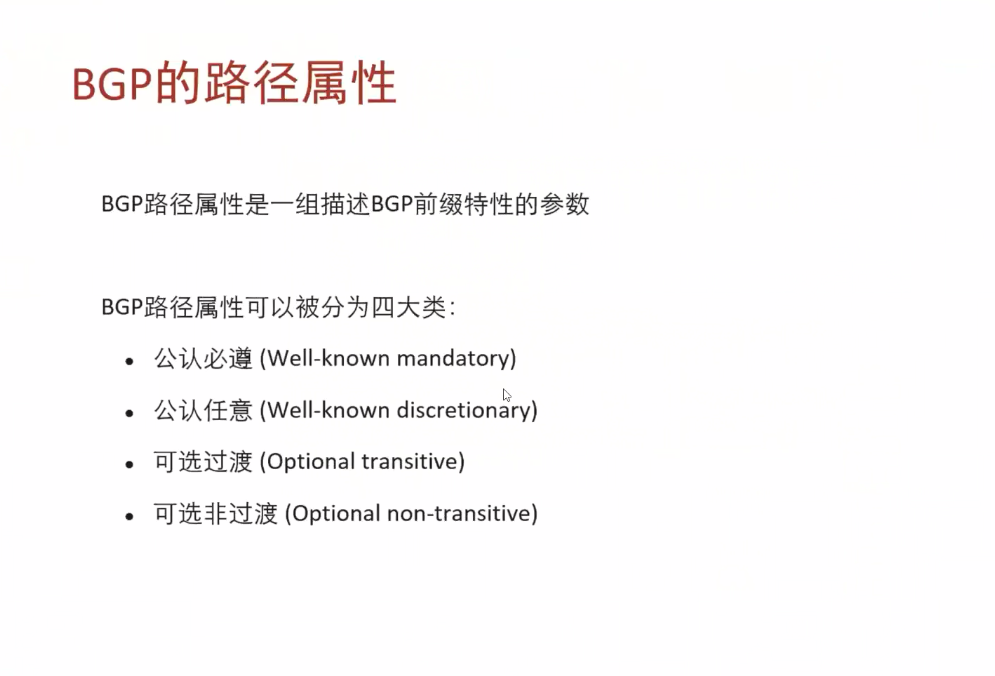 BGP的路径属性
BGP路径属性是一组描述BGP前缀特性的参数
BGP路径属性可以被分为四大类：
• 公认必遵 (Well-known mandatory)
• 公认任意 (Well-known discretionary)
• 可选过渡 (Optional transitive)
• 可选非过渡 (Optional non-transitive)